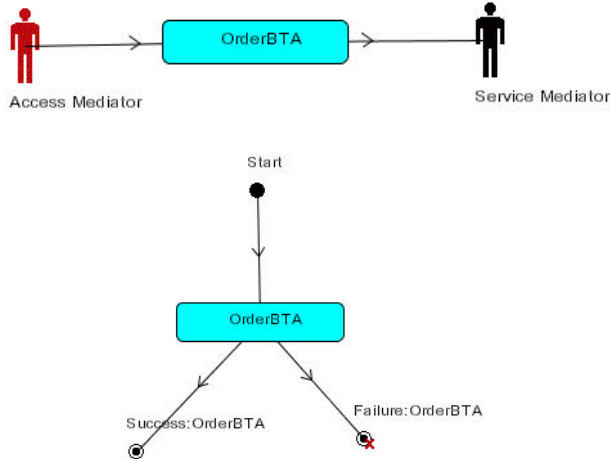 OrderBTA
Access Mediator
Service Mediator
Start
OrderBTA
Success:OrderBTA
Failure:OrderBTA